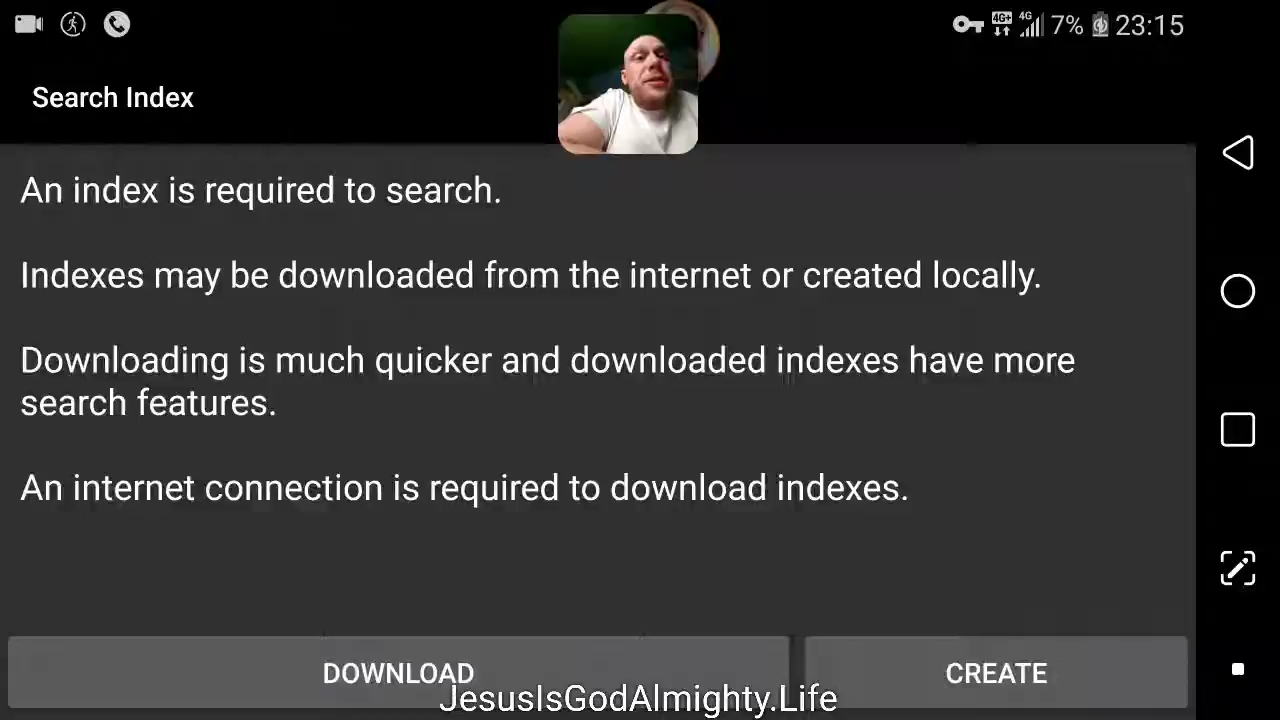 4G+ 4G 7% 23:15
Search Index
An index is required to search.
Indexes may be downloaded from the internet or created locally.
Downloading is much quicker and downloaded indexes have more
search features.
An internet connection is required to download indexes.
DOWNLOAD CREATE
JesusIsGodAlmighty.Life